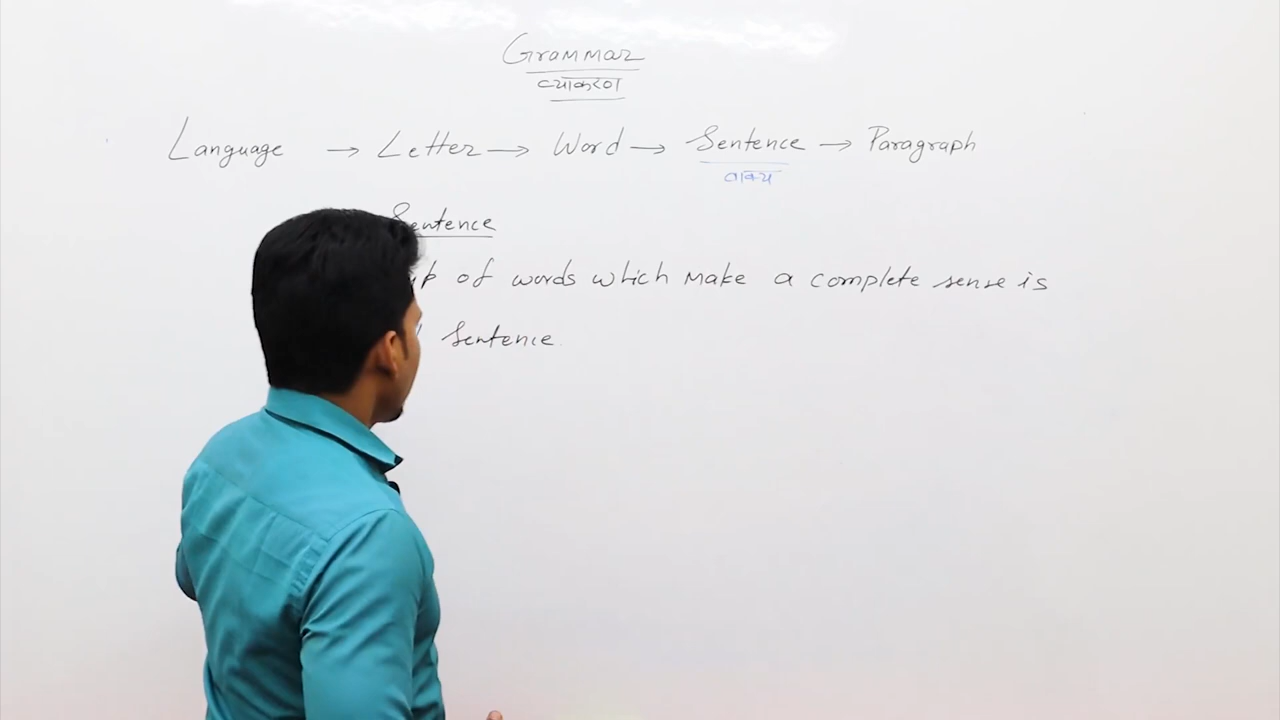 Grammar
व्याकरण
Language → Letter → Word → Sentence → Paragraph
वाक्य
Sentence
of words which make a complete sense is
Sentence.